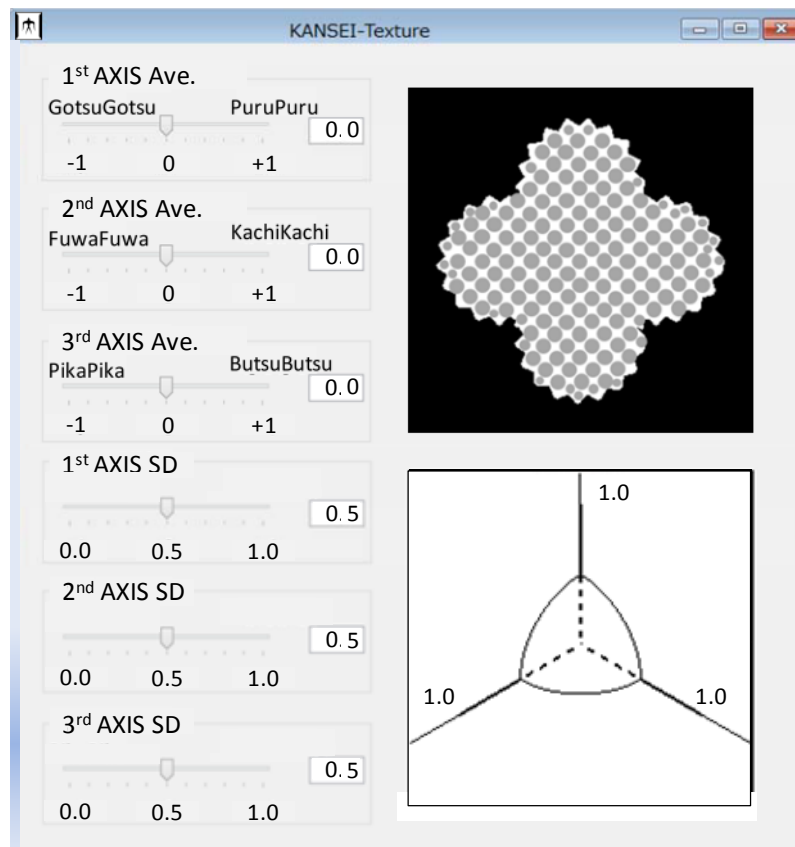 KANSEI-Texture
1st AXIS Ave.
GotsuGotsu PuruPuru
0.0
-1 0 +1
2nd AXIS Ave.
FuwaFuwa KachiKachi
0.0
-1 0 +1
3rd AXIS Ave.
PikaPika ButsuButsu
0.0
-1 0 +1
1st AXIS SD
0.5
0.0 0.5 1.0
2nd AXIS SD
0.5
0.0 0.5 1.0
3rd AXIS SD
0.5
0.0 0.5 1.0
1.0
1.0 1.0